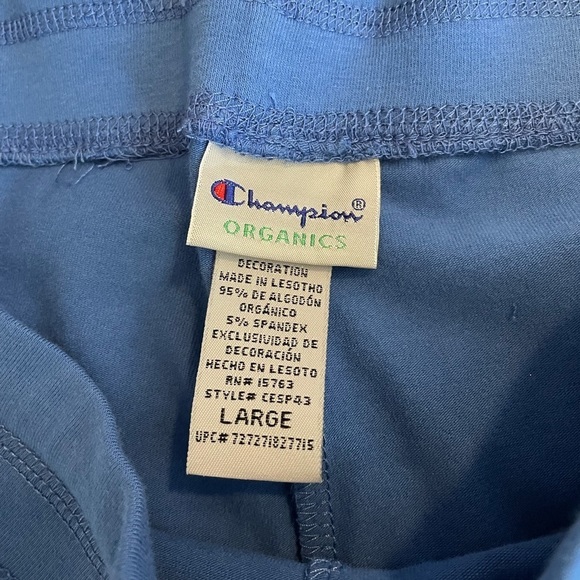 Champion®
ORGANICS
DECORATION
MADE IN LESOTHO
95% DE ALGODÓN
ORGÁNICO
5% SPANDEX
EXCLUSIVIDAD DE
DECORACIÓN
HECHO EN LESOTO
RN# 15763
STYLE# CESP43
LARGE
UPC# 727271827715